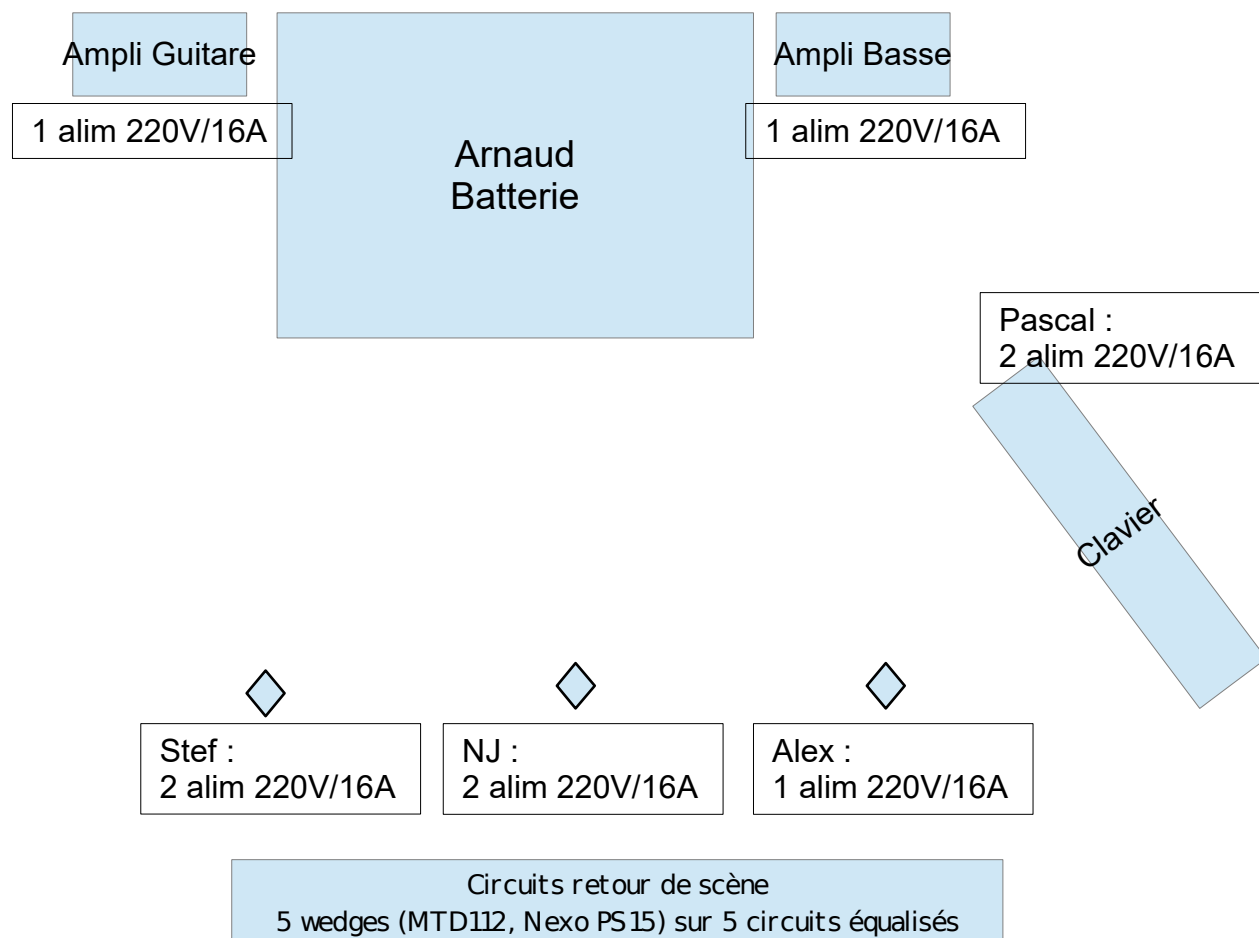 Ampli Guitare
Ampli Basse
1 alim 220V/16A
1 alim 220V/16A
Arnaud
Batterie
Pascal :
2 alim 220V/16A
Clavier
Stef :
2 alim 220V/16A
NJ :
2 alim 220V/16A
Alex :
1 alim 220V/16A
Circuits retour de scène
5 wedges (MTD112, Nexo PS15) sur 5 circuits équalisés